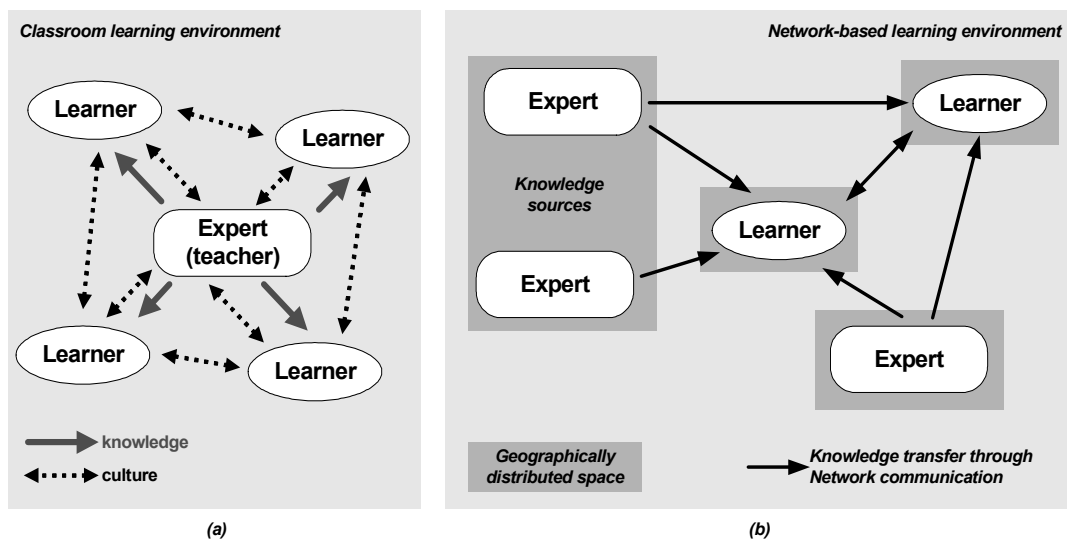 Classroom learning environment
Learner
Learner
Expert
(teacher)
Learner
Learner
knowledge
culture
(a)
Network-based learning environment
Expert
Learner
Knowledge
sources
Learner
Expert
Expert
Geographically
distributed space
Knowledge transfer through
Network communication
(b)